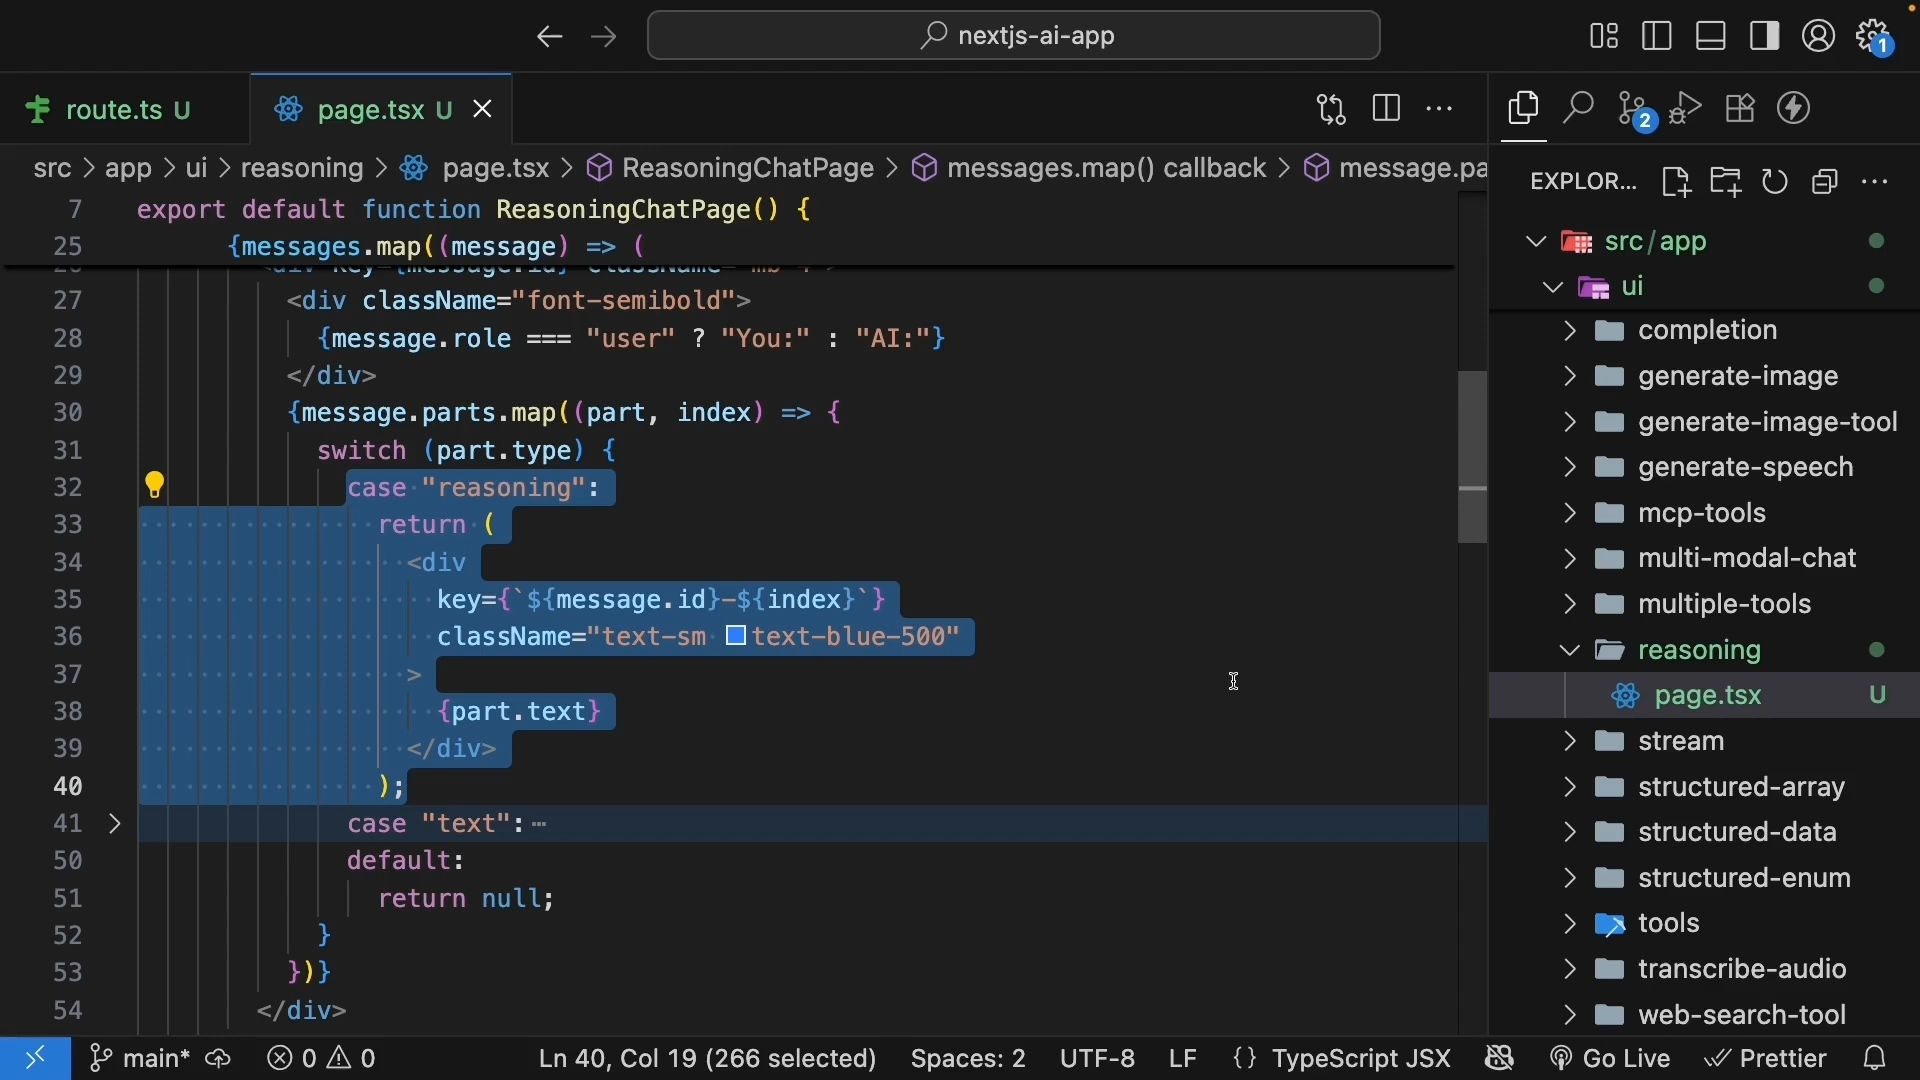 nextjs-ai-app
1
route.ts U
page.tsx U
2
src > app > ui > reasoning > page.tsx > ReasoningChatPage > messages.map() callback > message.pa
EXPLOR...
7 export default function ReasoningChatPage() {
25 {messages.map((message) => (
27 <div className="font-semibold">
28 {message.role === "user" ? "You:" : "AI:"}
29 </div>
30 {message.parts.map((part, index) => {
31 switch (part.type) {
32 case "reasoning":
33 return (
34 <div
35 key={`${message.id}-${index}`}
36 className="text-sm text-blue-500"
37 >
38 {part.text}
39 </div>
40 );
41 case "text": ...
50 default:
51 return null;
52 }
53 })}
54 </div>
src/app
ui
completion
generate-image
generate-image-tool
generate-speech
mcp-tools
multi-modal-chat
multiple-tools
reasoning
page.tsx U
stream
structured-array
structured-data
structured-enum
tools
transcribe-audio
web-search-tool
main* 0 0 Ln 40, Col 19 (266 selected) Spaces: 2 UTF-8 LF {} TypeScript JSX Go Live Prettier